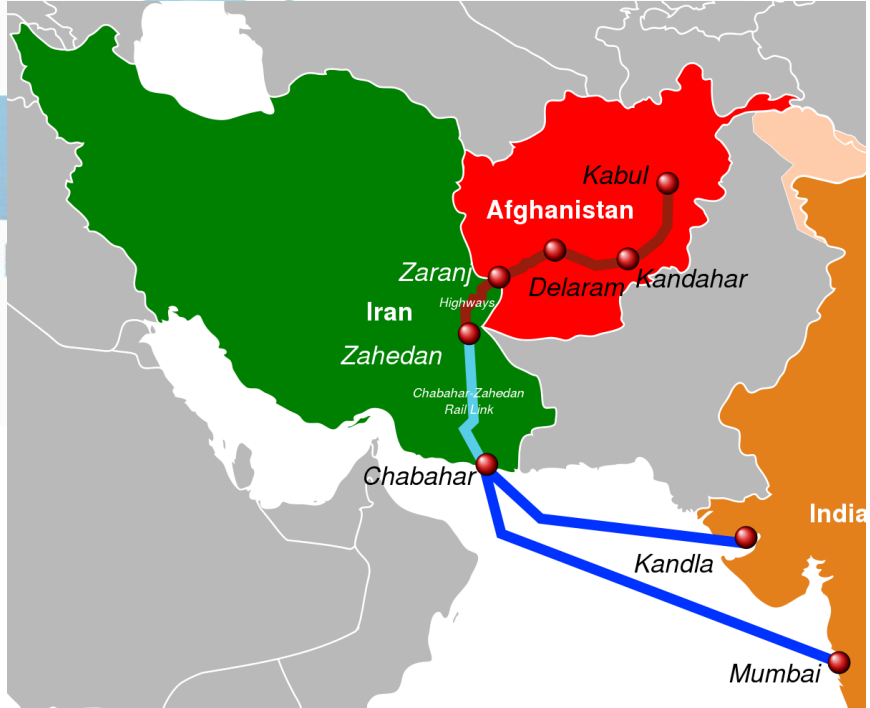 Kabul
Afghanistan
Zaranj
Delaram
Kandahar
Highways
Iran
Zahedan
Chabahar-Zahedan
Rail Link
Chabahar
India
Kandla
Mumbai